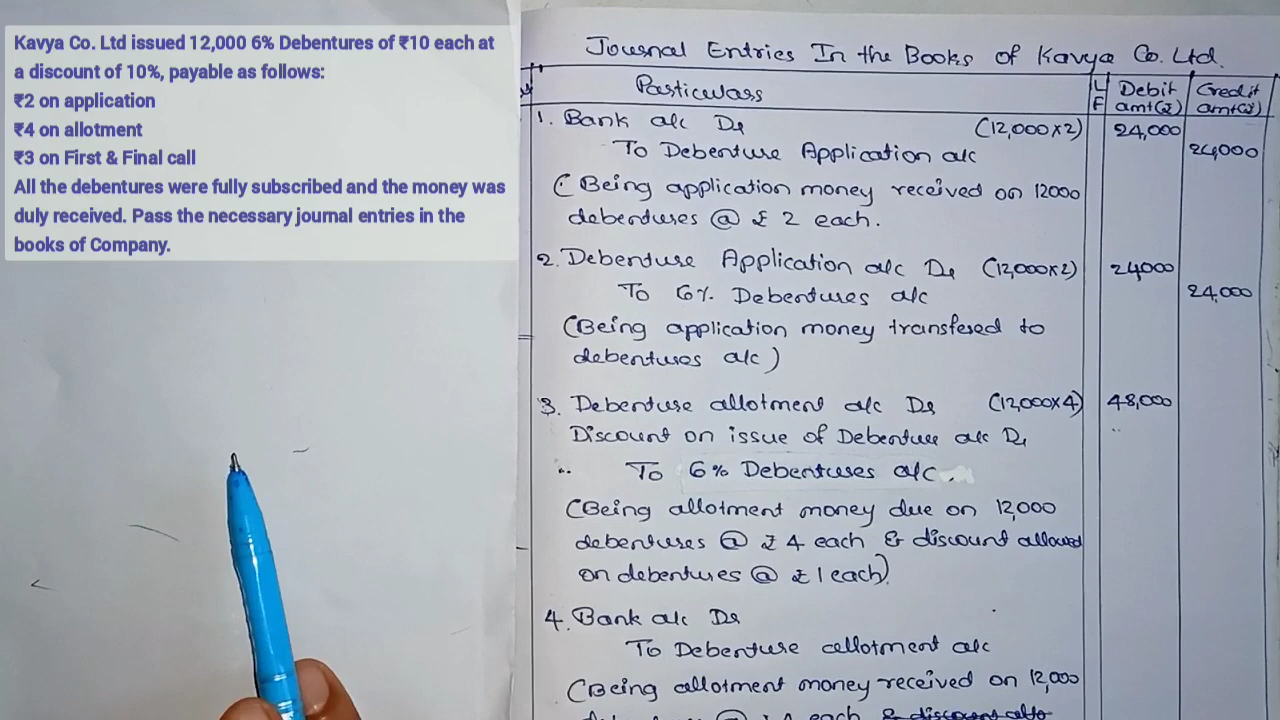 Kavya Co. Ltd issued 12,000 6% Debentures of ₹10 each at
a discount of 10%, payable as follows:
₹2 on application
₹4 on allotment
₹3 on First & Final call
All the debentures were fully subscribed and the money was
duly received. Pass the necessary journal entries in the
books of Company.
Journal Entries In the Books of Kavya Co. Ltd.
Particulars L F Debit amt(₹) Credit amt(₹)
1. Bank a/c Dr (12,000×2) 24,000
To Debenture Application a/c 24,000
(Being application money received on 12000
debentures @ ₹ 2 each.
2. Debenture Application a/c Dr (12,000×2) 24000
To 6% Debentures a/c 24,000
(Being application money transfered to
debentures a/c)
3. Debenture allotment a/c Dr (12,000×4) 48,000
Discount on issue of Debenture a/c Dr
To 6% Debentures a/c.
(Being allotment money due on 12,000
debentures @ ₹ 4 each & discount allowed
on debentures @ ₹ 1 each)
4. Bank a/c Dr
To Debenture allotment a/c
(Being allotment money received on 12,000